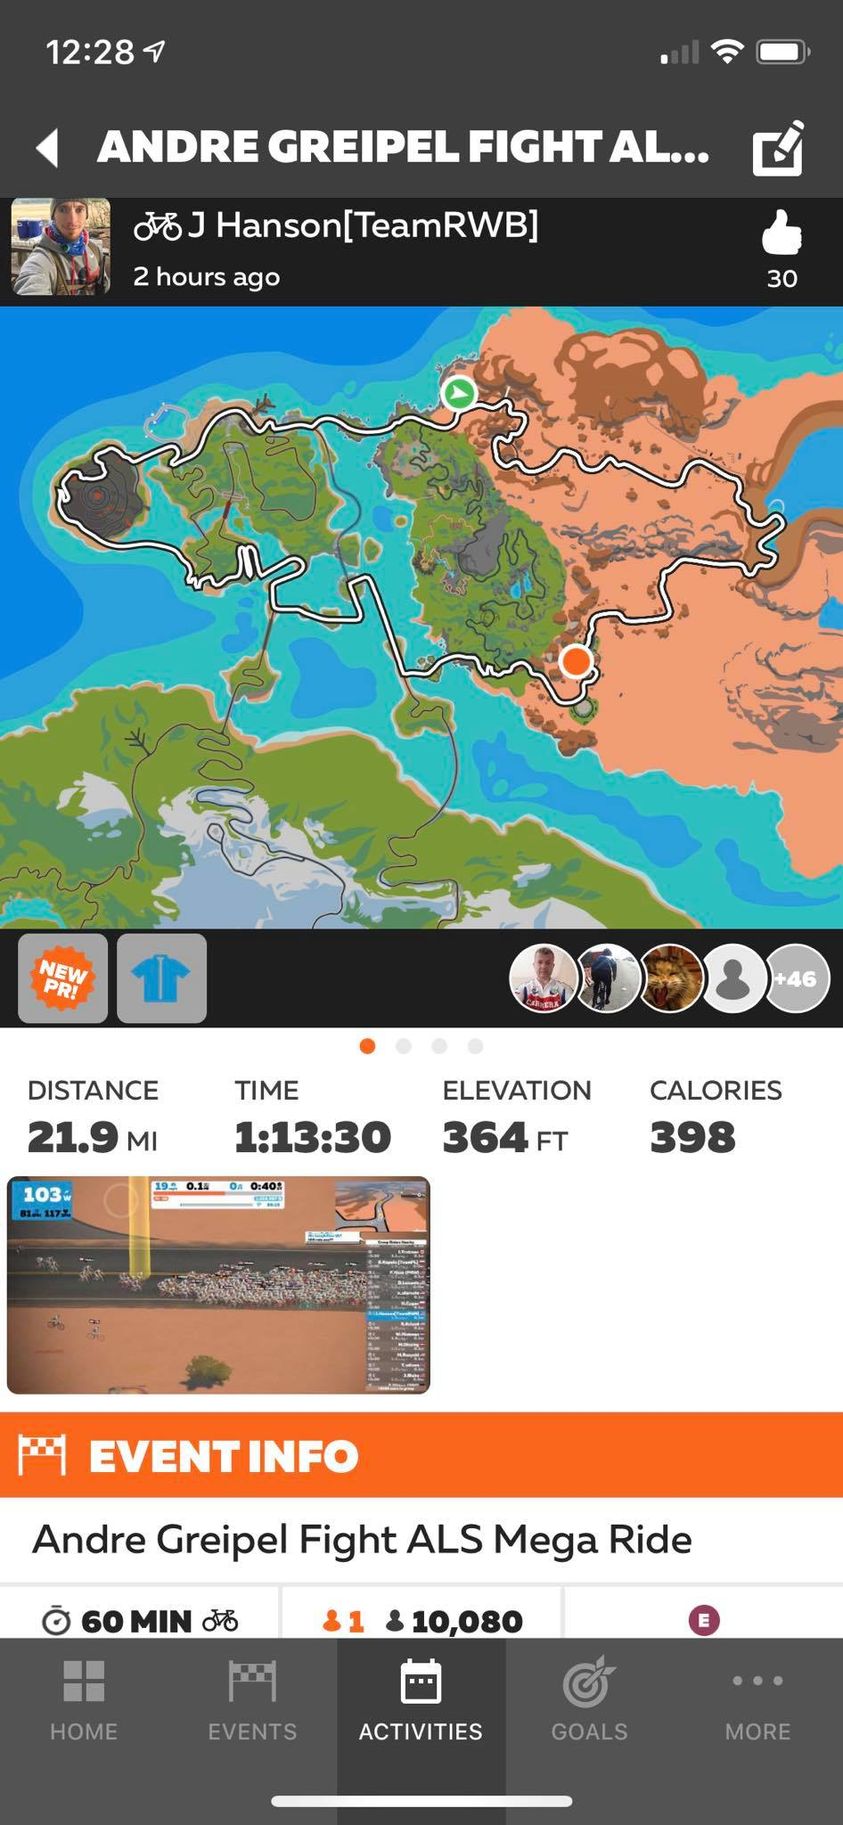 12:28
ANDRE GREIPEL FIGHT AL...
J Hanson[TeamRWB]
2 hours ago
30
NEW PR!
+46
DISTANCE TIME ELEVATION CALORIES
21.9 MI 1:13:30 364 FT 398
103w
19 0.1 0 0:40
81 117
EVENT INFO
Andre Greipel Fight ALS Mega Ride
60 MIN 1 10,080 E
HOME EVENTS ACTIVITIES GOALS MORE